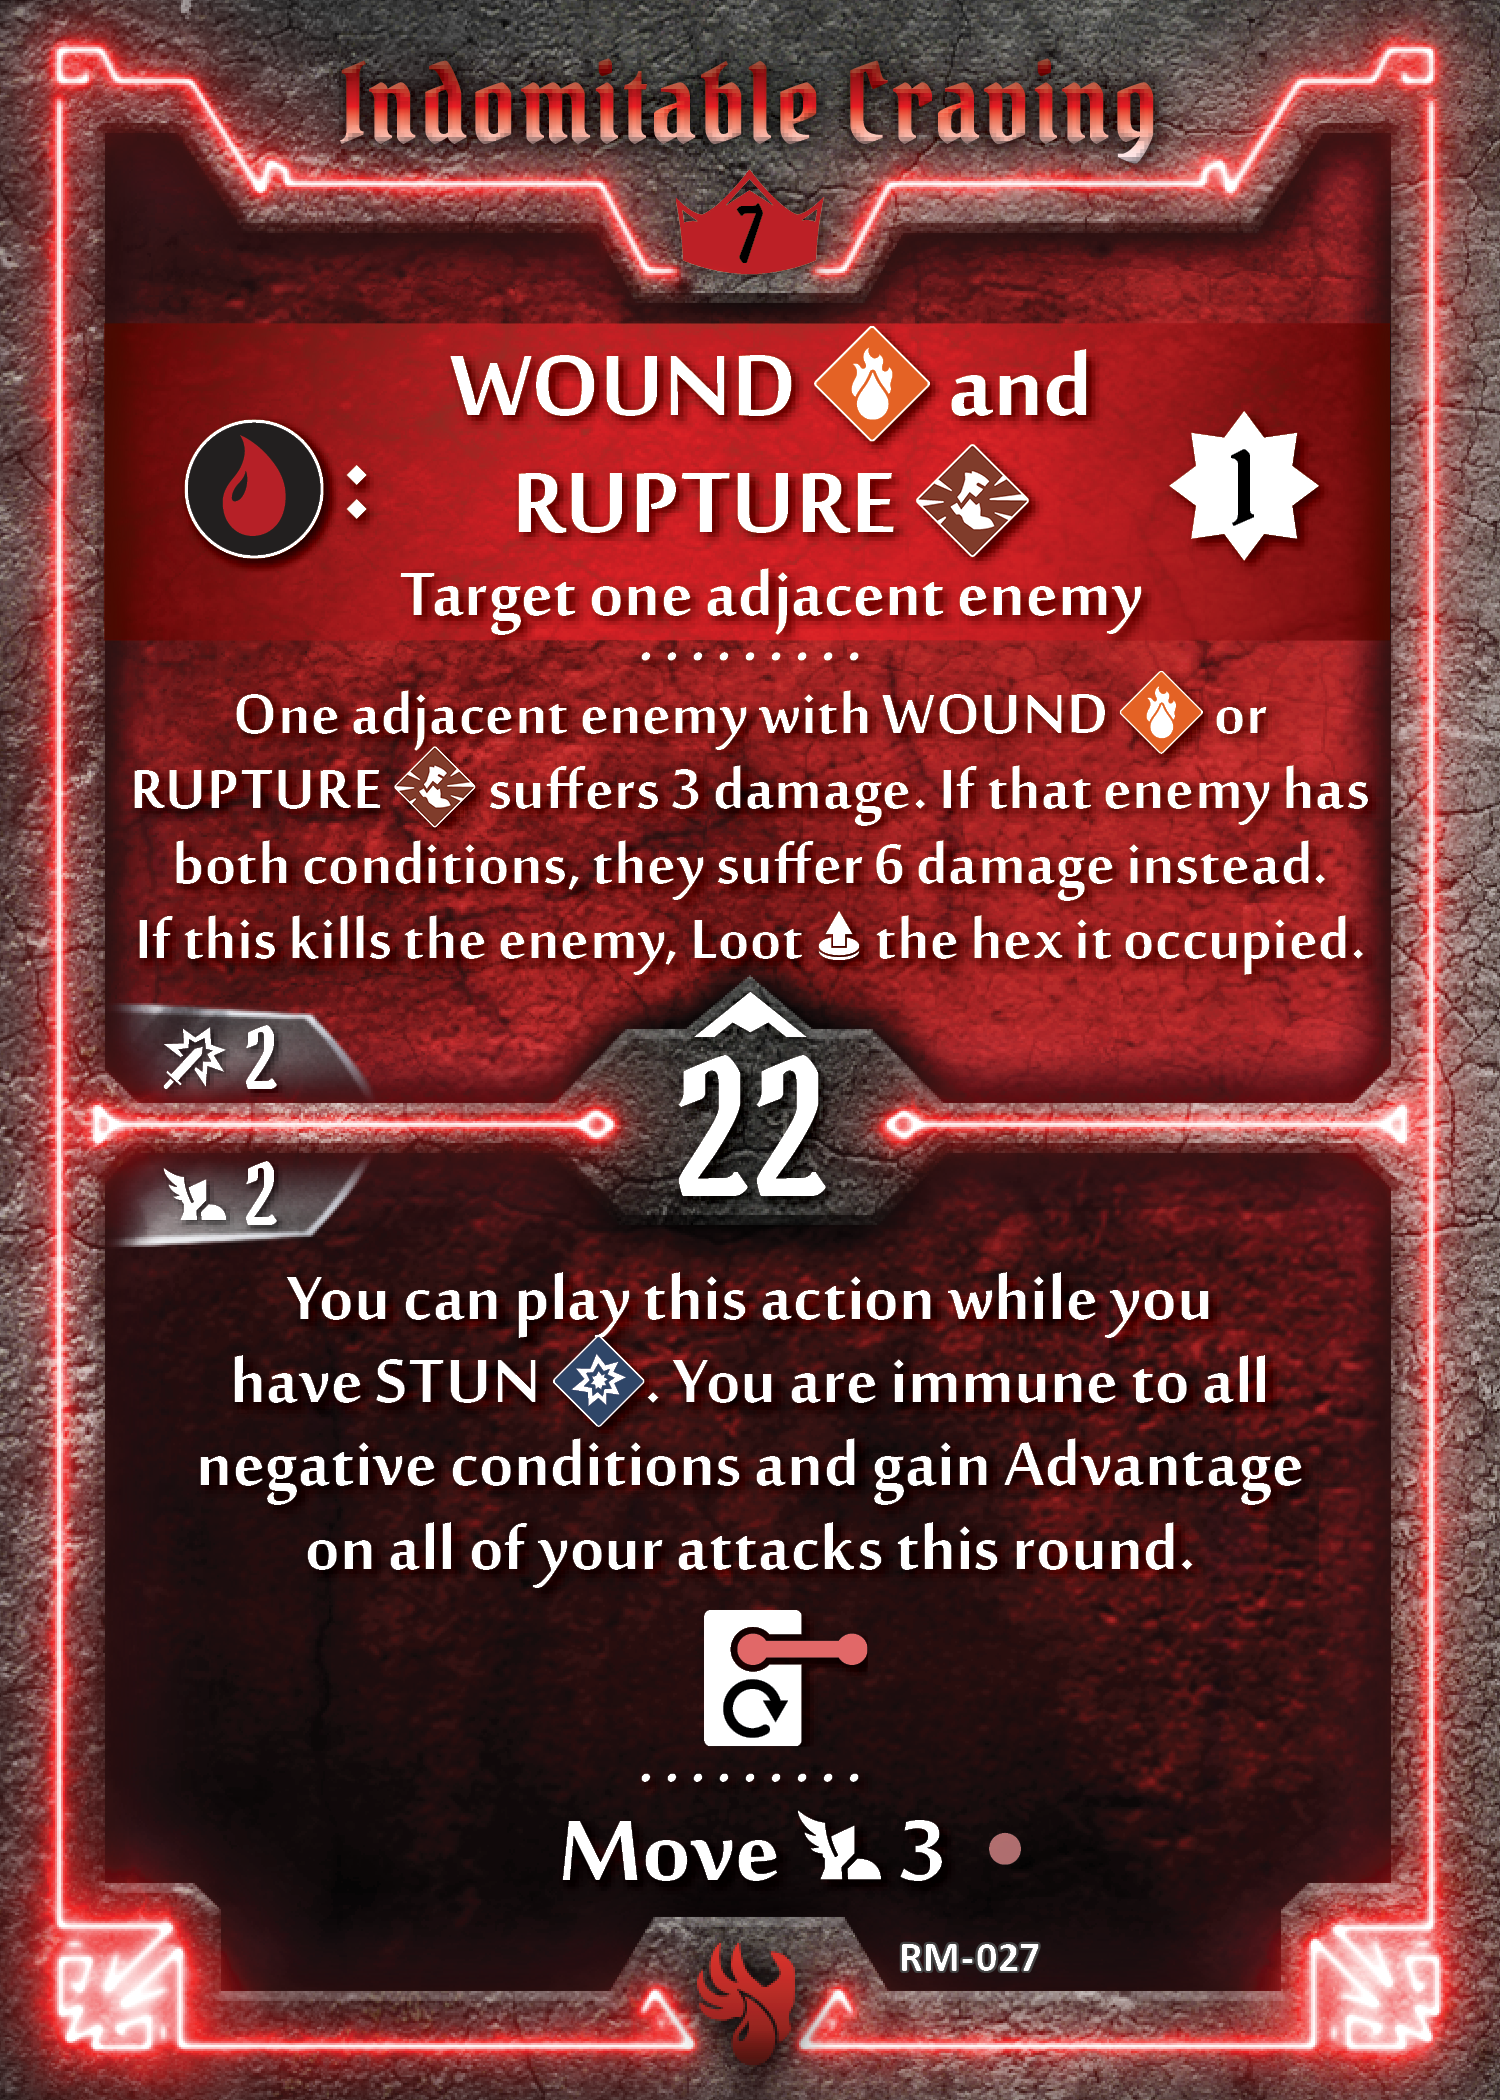 Indomitable Craving
7
WOUND and
: RUPTURE 1
Target one adjacent enemy
One adjacent enemy with WOUND or
RUPTURE suffers 3 damage. If that enemy has
both conditions, they suffer 6 damage instead.
If this kills the enemy, Loot the hex it occupied.
2
22
2
You can play this action while you
have STUN . You are immune to all
negative conditions and gain Advantage
on all of your attacks this round.
Move 3
RM-027